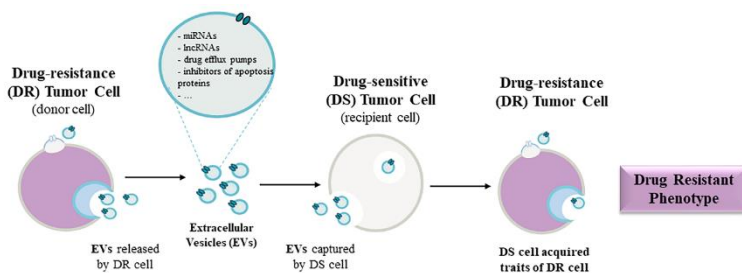 - miRNAs
- lncRNAs
- drug efflux pumps
- inhibitors of apoptosis
proteins
- ...
Drug-resistance
(DR) Tumor Cell
(donor cell)
EVs released
by DR cell
Extracellular
Vesicles (EVs)
Drug-sensitive
(DS) Tumor Cell
(recipient cell)
EVs captured
by DS cell
Drug-resistance
(DR) Tumor Cell
DS cell acquired
traits of DR cell
Drug Resistant
Phenotype